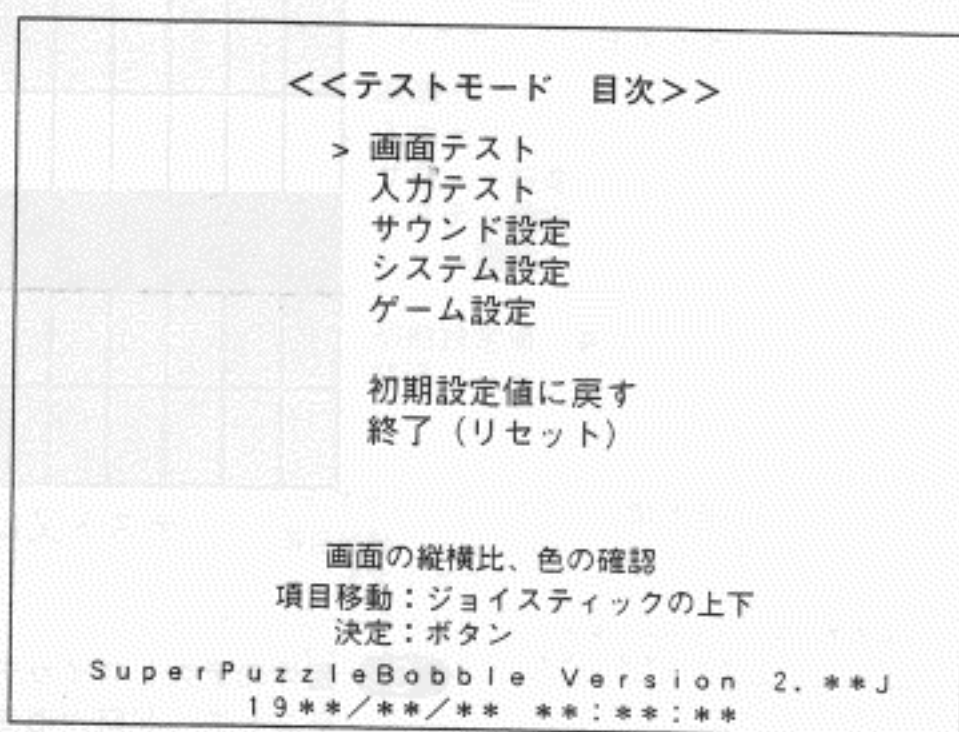 <<テストモード　目次>>
> 画面テスト
入力テスト
サウンド設定
システム設定
ゲーム設定
初期設定値に戻す
終了（リセット）
画面の縦横比、色の確認
項目移動：ジョイスティックの上下
決定：ボタン
SuperPuzzleBobble Version 2.**J
19**/**/** **:**:**